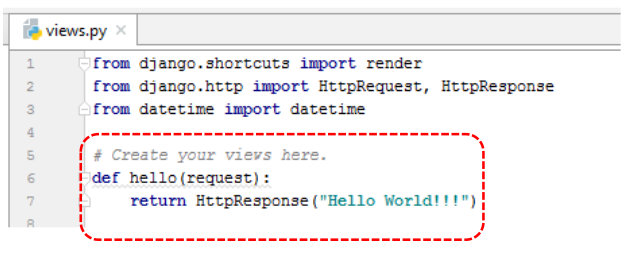 views.py ×
1 from django.shortcuts import render
2 from django.http import HttpRequest, HttpResponse
3 from datetime import datetime
4
5 # Create your views here.
6 def hello(request):
7     return HttpResponse("Hello World!!!")
8